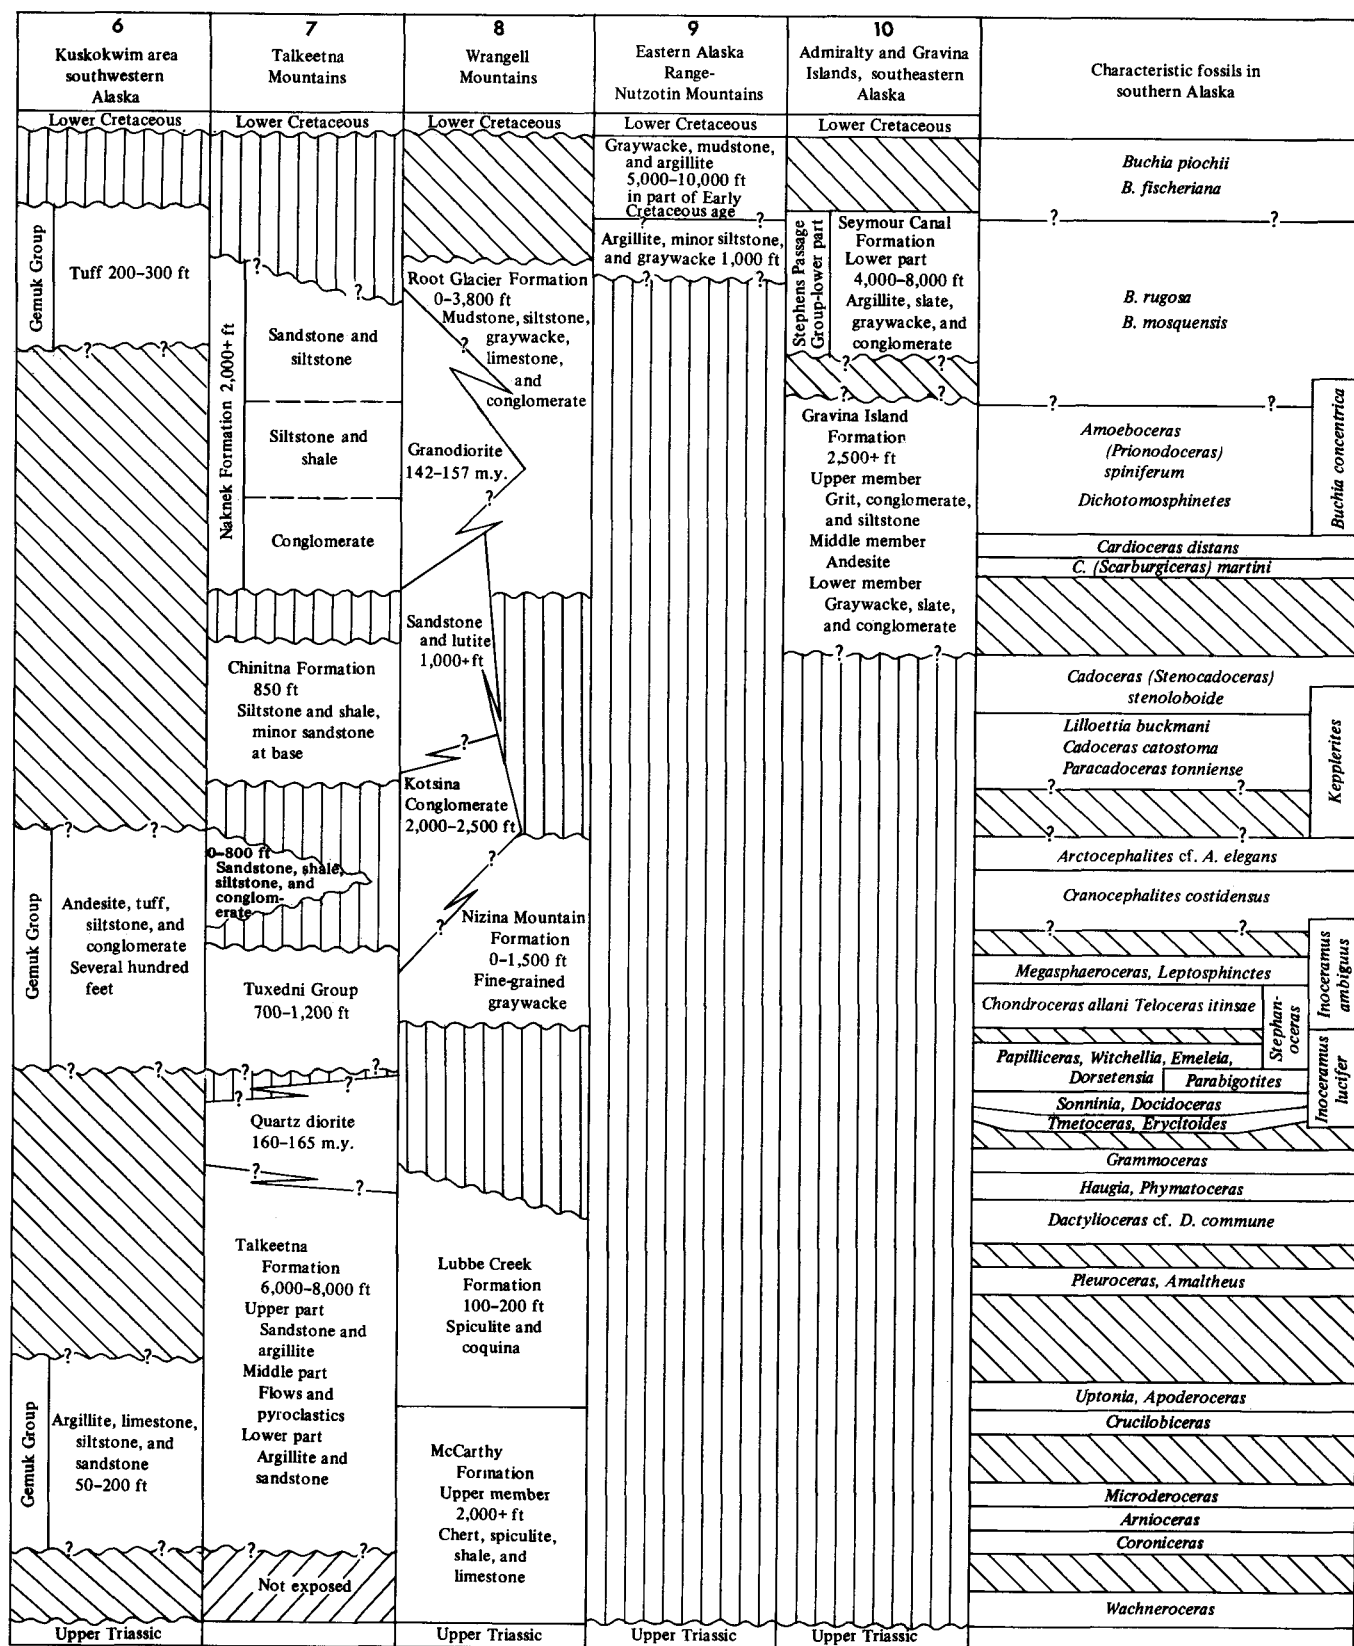 6
Kuskokwim area
southwestern
Alaska
Lower Cretaceous
Gemuk Group
Tuff 200–300 ft
?
?
?
?
Gemuk Group
Andesite, tuff,
siltstone, and
conglomerate
Several hundred
feet
?
?
?
?
Gemuk Group
Argillite, limestone,
siltstone, and
sandstone
50–200 ft
?
?
Upper Triassic
7
Talkeetna
Mountains
Lower Cretaceous
?
?
Naknek Formation 2,000+ ft
Sandstone and
siltstone
Siltstone and
shale
Conglomerate
Chinitna Formation
850 ft
Siltstone and shale,
minor sandstone
at base
0–800 ft
Sandstone, shale,
siltstone, and
conglom-
erate
Tuxedni Group
700–1,200 ft
?
?
?
?
Quartz diorite
160–165 m.y.
?
?
Talkeetna
Formation
6,000–8,000 ft
Upper part
Sandstone and
argillite
Middle part
Flows and
pyroclastics
Lower part
Argillite and
sandstone
?
?
Not exposed
8
Wrangell
Mountains
Lower Cretaceous
Root Glacier Formation
0–3,800 ft
Mudstone, siltstone,
graywacke,
limestone,
and
conglomerate
?
?
Granodiorite
142–157 m.y.
?
Sandstone
and lutite
1,000+ft
?
Kotsina
Conglomerate
2,000–2,500 ft
?
?
Nizina Mountain
Formation
0–1,500 ft
Fine-grained
graywacke
Lubbe Creek
Formation
100–200 ft
Spiculite and
coquina
McCarthy
Formation
Upper member
2,000+ ft
Chert, spiculite,
shale, and
limestone
Upper Triassic
9
Eastern Alaska
Range-
Nutzotin Mountains
Lower Cretaceous
Graywacke, mudstone,
and argillite
5,000–10,000 ft
in part of Early
Cretaceous age
?
?
Argillite, minor siltstone,
and graywacke 1,000 ft
?
?
Upper Triassic
10
Admiralty and Gravina
Islands, southeastern
Alaska
Lower Cretaceous
Stephens Passage
Group-lower part
Seymour Canal
Formation
Lower part
4,000–8,000 ft
Argillite, slate,
graywacke, and
conglomerate
?
?
?
?
Gravina Island
Formation
2,500+ ft
Upper member
Grit, conglomerate,
and siltstone
Middle member
Andesite
Lower member
Graywacke, slate,
and conglomerate
?
?
Upper Triassic
Characteristic fossils in
southern Alaska
Buchia piochii
B. fischeriana
?
?
B. rugosa
B. mosquensis
?
?
Buchia concentrica
Amoeboceras
(Prionodoceras)
spiniferum
Dichotomosphinctes
Cardioceras distans
C. (Scarburgiceras) martini
Cadoceras (Stenocadoceras)
stenoloboide
Lilloettia buckmani
Cadoceras catostoma
Paracadoceras tonniense
Kepplerites
?
?
?
?
Arctocephalites cf. A. elegans
Cranocephalites costidensus
?
?
Inoceramus
ambiguus
Megasphaeroceras, Leptosphinctes
Chondroceras allani Teloceras itinsae
Stephan-
oceras
Inoceramus
lucifer
Papilliceras, Witchellia, Emeleia,
Dorsetensia
Parabigotites
Sonninia, Docidoceras
Tmetoceras, Erycitoides
Grammoceras
Haugia, Phymatoceras
Dactylioceras cf. D. commune
Pleuroceras, Amaltheus
Uptonia, Apoderoceras
Crucilobiceras
Microderoceras
Arnioceras
Coroniceras
Wachneroceras